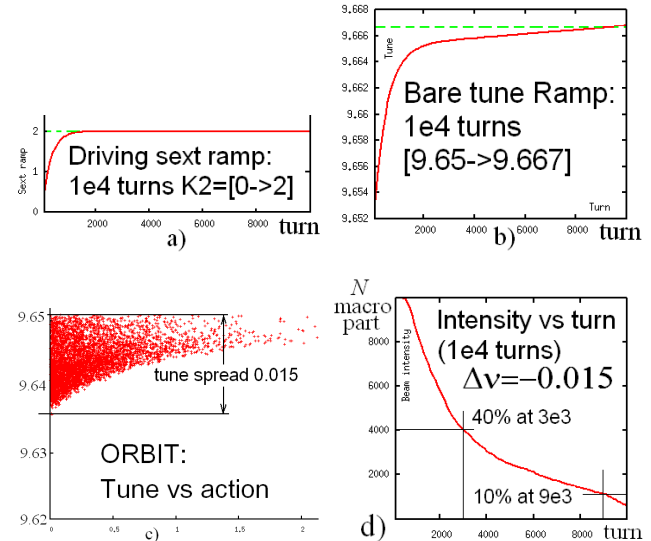 2
1
0
Sext ramp
Driving sext ramp:
1e4 turns K2=[0->2]
2000
4000
6000
8000
turn
a)
9.668
9.666
9.664
9.662
9.66
9.658
9.656
9.654
9.652
Tune
Bare tune Ramp:
1e4 turns
[9.65->9.667]
Turn
2000
4000
6000
8000
turn
b)
9.65
9.64
9.63
9.62
tune spread 0.015
ORBIT:
Tune vs action
0
0.5
1
1.5
2
c)
N
macro
part
8000
6000
4000
2000
Beam intensity
Intensity vs turn
(1e4 turns)
Δν=−0.015
40% at 3e3
10% at 9e3
2000
4000
6000
8000
turn
d)